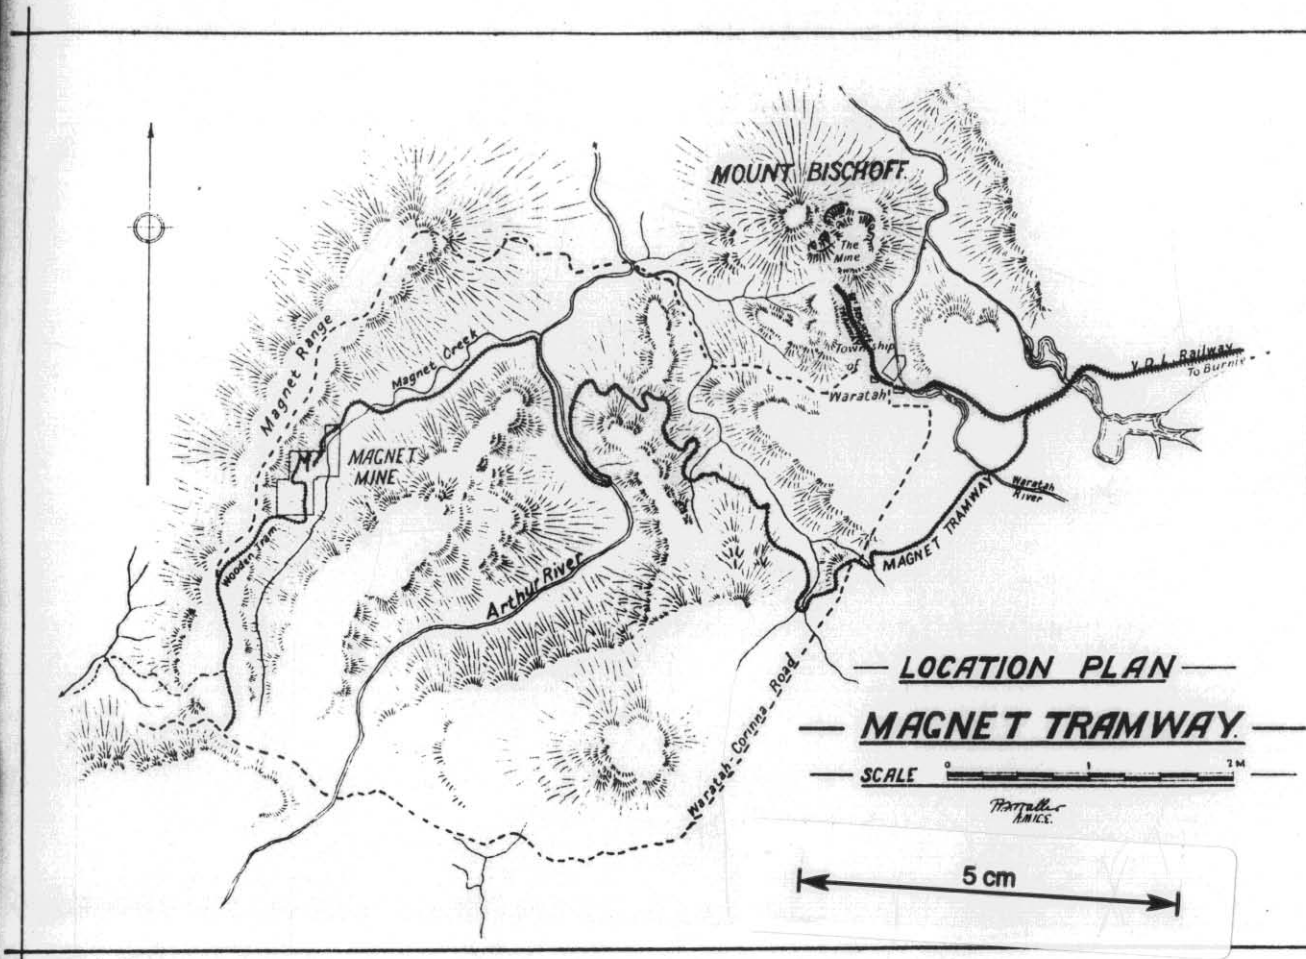 MOUNT BISCHOFF.
The
Mine
Magnet Range
Magnet Creek
Township
of
Waratah
V. D. L. Railway
To Burnie
MAGNET
MINE
Waratah
River
MAGNET TRAMWAY
Wooden Tram
Arthur River
Waratah Corinna Road
LOCATION PLAN
MAGNET TRAMWAY.
SCALE 0 1 2 M
A.M.I.C.E.
5 cm